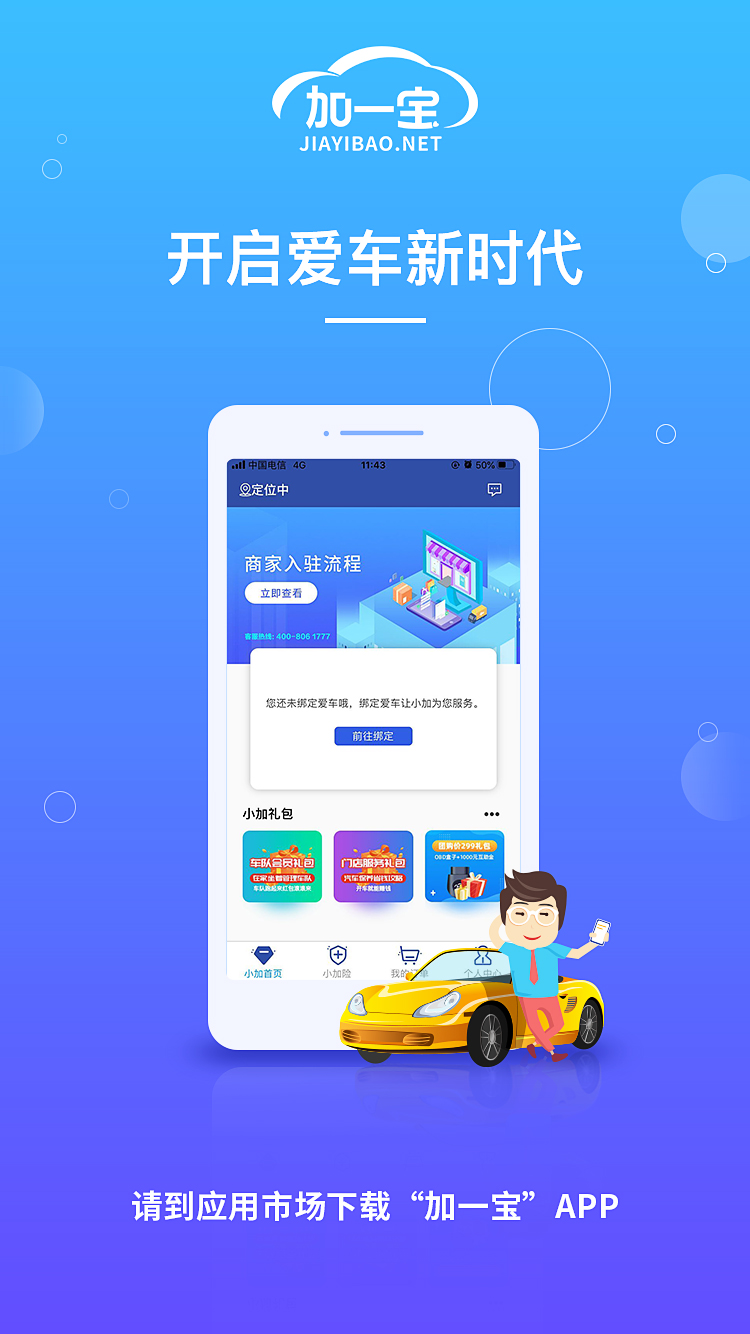 加一宝
JIAYIBAO.NET
开启爱车新时代
中国电信 4G 11:43 50%
定位中
商家入驻流程
立即查看
客服热线: 400-806 1777
您还未绑定爱车哦，绑定爱车让小加为您服务。
前往绑定
小加礼包
车队会员礼包
在家坐着管理车队
车队跑起来红包滚滚来
门店服务礼包
汽车保养省钱攻略
开车就能赚钱
团购价299礼包
OBD盒子+1000元互助金
小加首页
小加险
我的订单
个人中心
请到应用市场下载“加一宝”APP